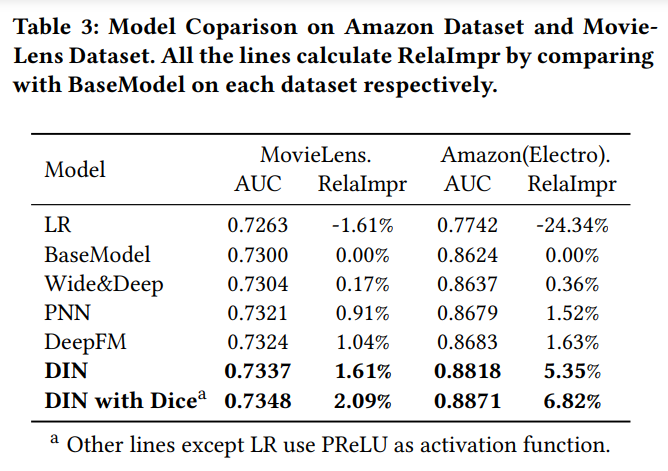 Table 3: Model Coparison on Amazon Dataset and Movie-
Lens Dataset. All the lines calculate RelaImpr by comparing
with BaseModel on each dataset respectively.
Model MovieLens. Amazon(Electro).
AUC RelaImpr AUC RelaImpr
LR 0.7263 -1.61% 0.7742 -24.34%
BaseModel 0.7300 0.00% 0.8624 0.00%
Wide&Deep 0.7304 0.17% 0.8637 0.36%
PNN 0.7321 0.91% 0.8679 1.52%
DeepFM 0.7324 1.04% 0.8683 1.63%
DIN 0.7337 1.61% 0.8818 5.35%
DIN with Dice^a 0.7348 2.09% 0.8871 6.82%
^a Other lines except LR use PReLU as activation function.